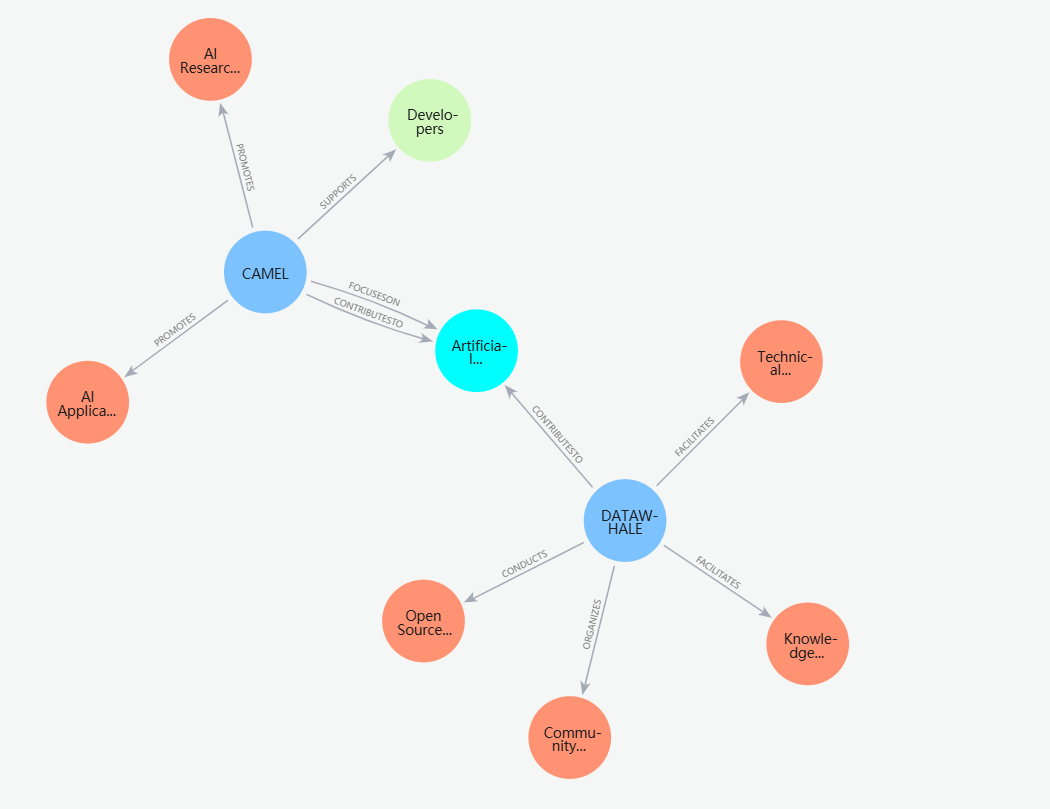 AI
Researc...
Develo-
pers
PROMOTES
SUPPORTS
CAMEL
FOCUSESON
CONTRIBUTESTO
PROMOTES
Artificia-
l...
AI
Applica...
Technic-
al...
CONTRIBUTESTO
FACILITATES
DATAW-
HALE
CONDUCTS
FACILITATES
ORGANIZES
Open
Source...
Knowle-
dge...
Commu-
nity...